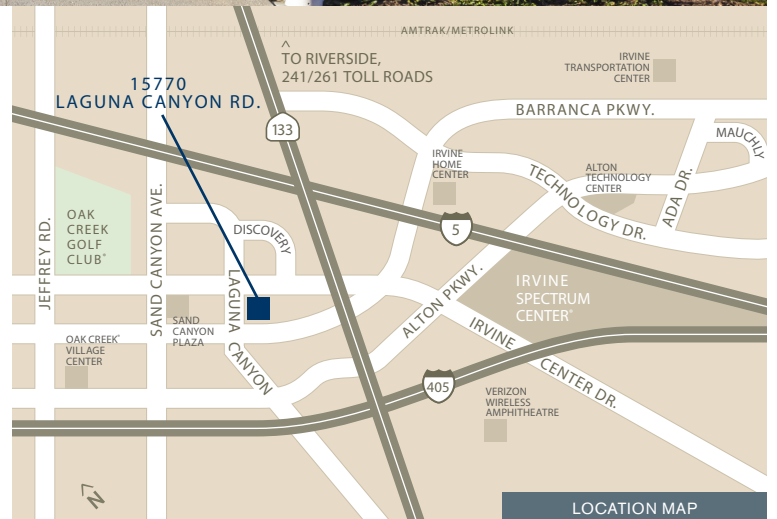 AMTRAK/METROLINK
^
TO RIVERSIDE,
241/261 TOLL ROADS
IRVINE
TRANSPORTATION
CENTER
15770
LAGUNA CANYON RD.
133
BARRANCA PKWY.
MAUCHLY
IRVINE
HOME
CENTER
ALTON
TECHNOLOGY
CENTER
TECHNOLOGY DR.
ADA DR.
OAK
CREEK
GOLF
CLUB®
JEFFREY RD.
SAND CANYON AVE.
DISCOVERY
5
LAGUNA CANYON
SAND
CANYON
PLAZA
ALTON PKWY.
IRVINE
SPECTRUM
CENTER®
IRVINE CENTER DR.
OAK CREEK®
VILLAGE
CENTER
405
VERIZON
WIRELESS
AMPHITHEATRE
N
LOCATION MAP